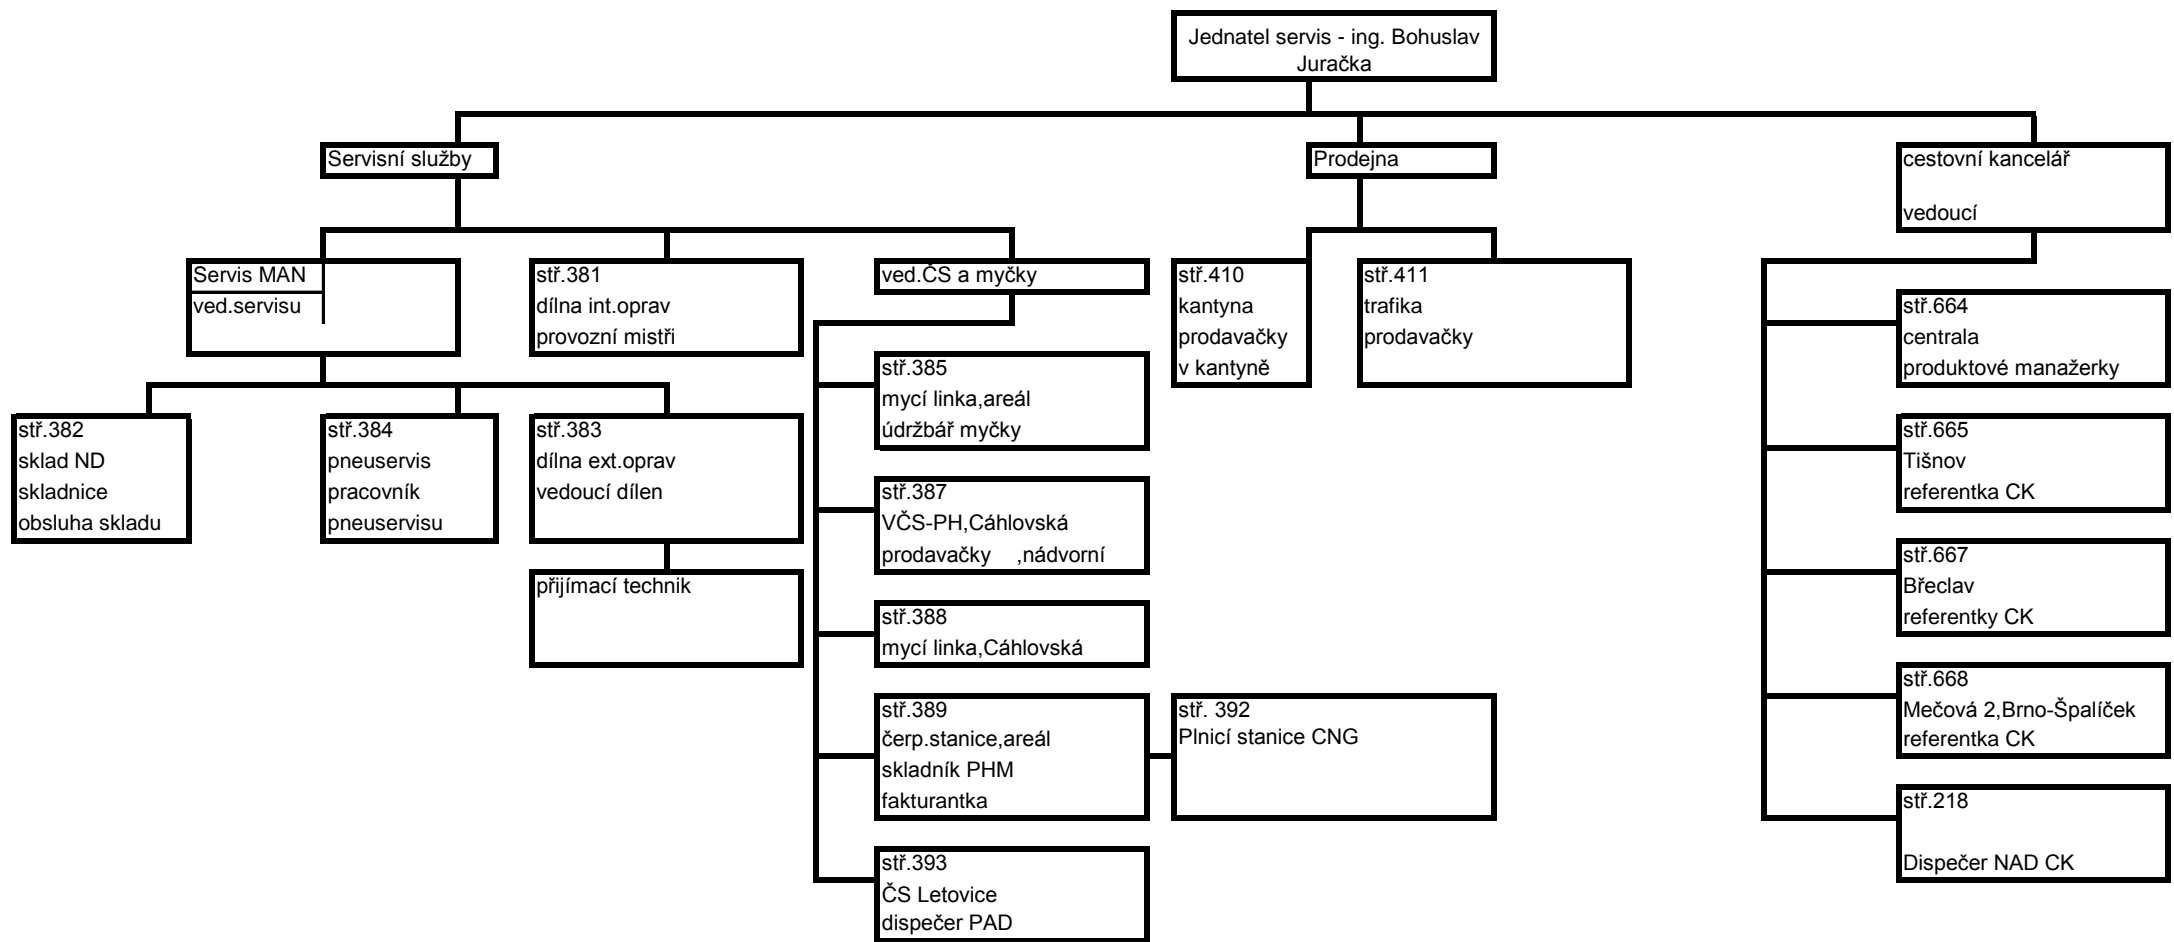 Jednatel servis - ing. Bohuslav
Juračka
Servisní služby
Prodejna
cestovní kancelář
vedoucí
Servis MAN
ved.servisu
stř.381
dílna int.oprav
provozní mistři
ved.ČS a myčky
stř.410
kantyna
prodavačky
v kantyně
stř.411
trafika
prodavačky
stř.382
sklad ND
skladnice
obsluha skladu
stř.384
pneuservis
pracovník
pneuservisu
stř.383
dílna ext.oprav
vedoucí dílen
přijímací technik
stř.385
mycí linka,areál
údržbář myčky
stř.387
VČS-PH,Cáhlovská
prodavačky ,nádvorní
stř.388
mycí linka,Cáhlovská
stř.389
čerp.stanice,areál
skladník PHM
fakturantka
stř. 392
Plnicí stanice CNG
stř.393
ČS Letovice
dispečer PAD
stř.664
centrala
produktové manažerky
stř.665
Tišnov
referentka CK
stř.667
Břeclav
referentky CK
stř.668
Mečová 2,Brno-Špalíček
referentka CK
stř.218
Dispečer NAD CK